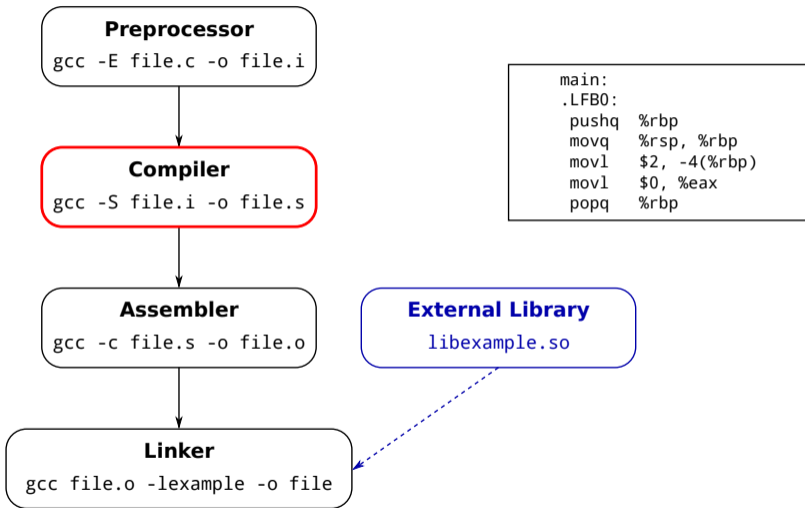 Preprocessor
gcc -E file.c -o file.i
Compiler
gcc -S file.i -o file.s
Assembler
gcc -c file.s -o file.o
External Library
libexample.so
Linker
gcc file.o -lexample -o file
main:
.LFB0:
pushq %rbp
movq %rsp, %rbp
movl $2, -4(%rbp)
movl $0, %eax
popq %rbp